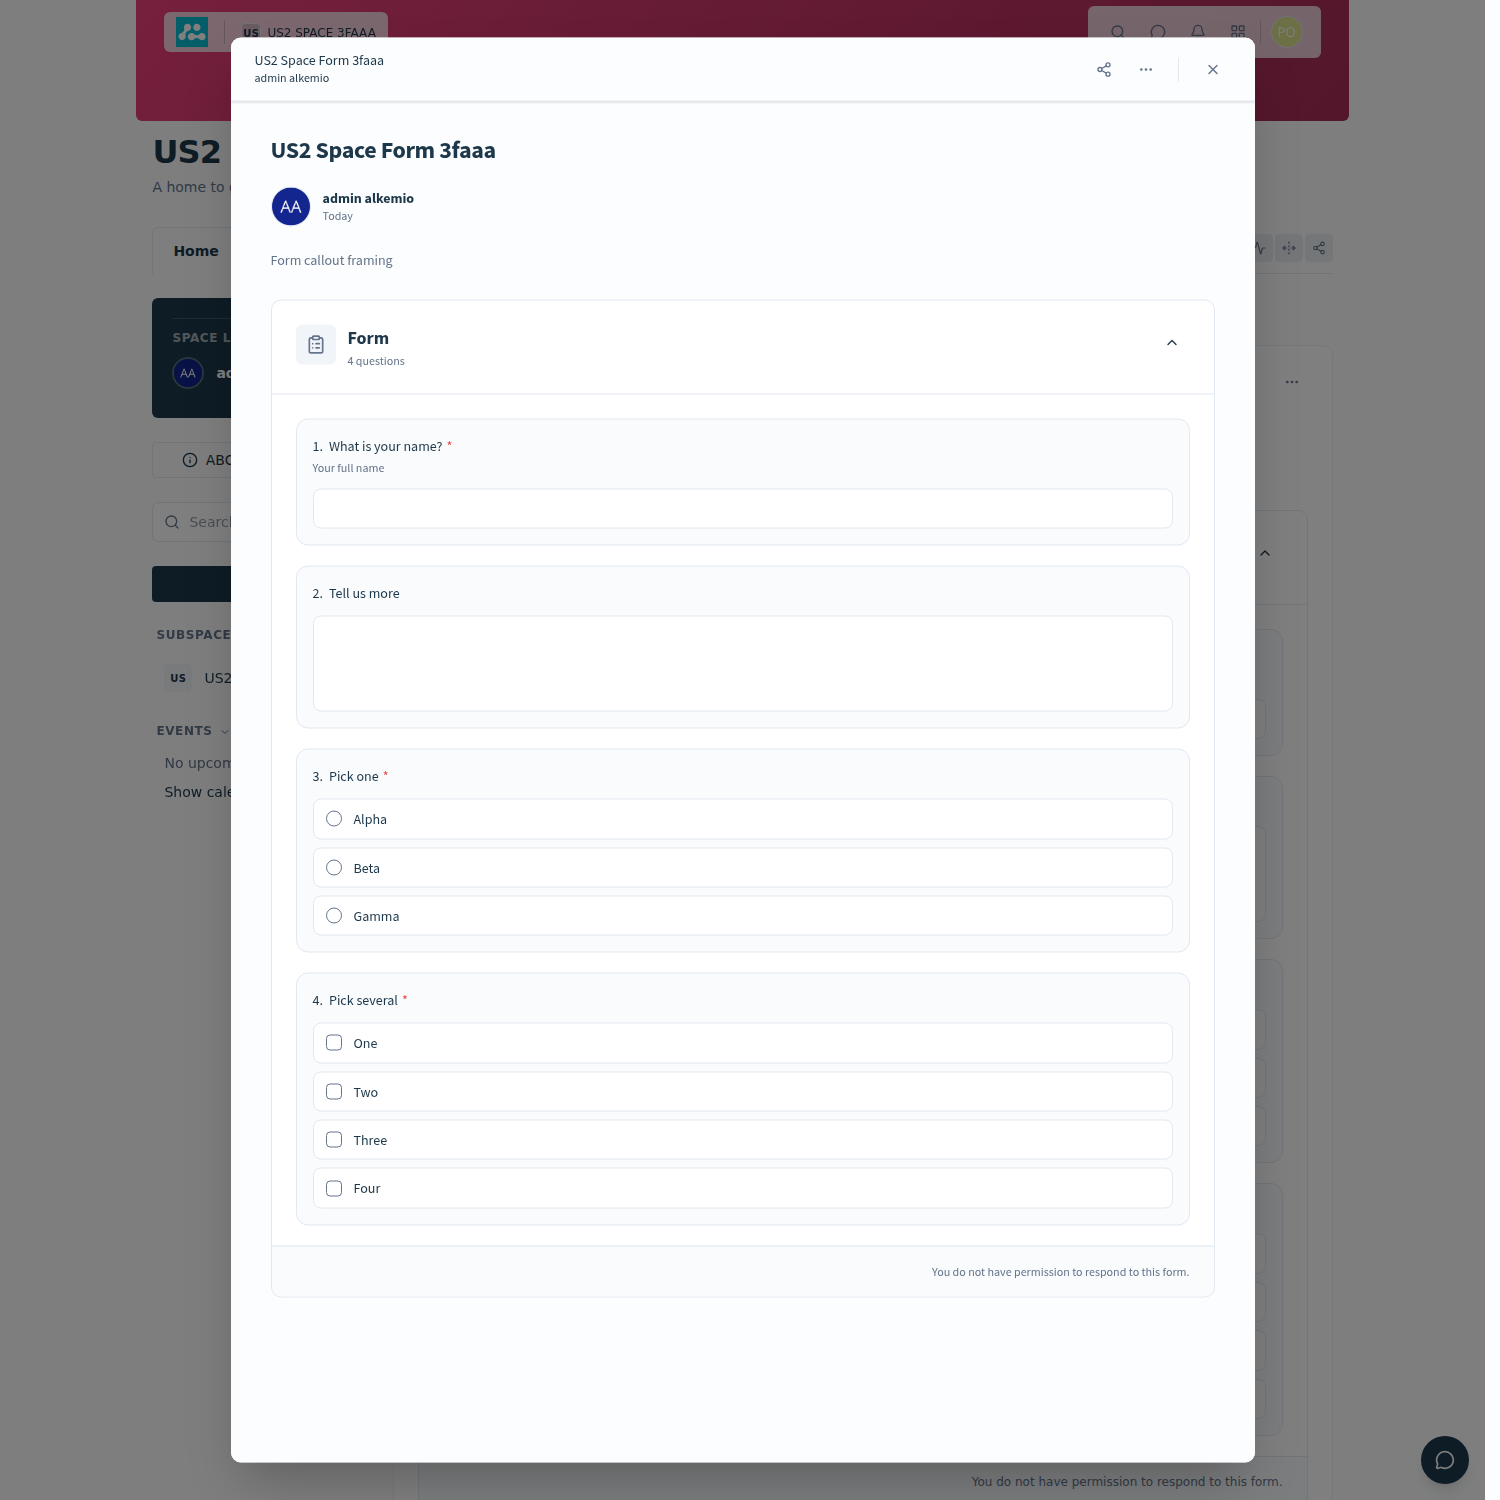 US US2 SPACE 3FAAA
PO
US2 Space Form 3faaa
admin alkemio
US2
A home to
Home
SPACE L
AA
US2 Space Form 3faaa
AA
admin alkemio
Today
Form callout framing
Form
4 questions
1. What is your name? *
Your full name
2. Tell us more
3. Pick one *
Alpha
Beta
Gamma
4. Pick several *
One
Two
Three
Four
You do not have permission to respond to this form.
Search
SUBSPACE
US US2
EVENTS
No upcom
Show cale
You do not have permission to respond to this form.